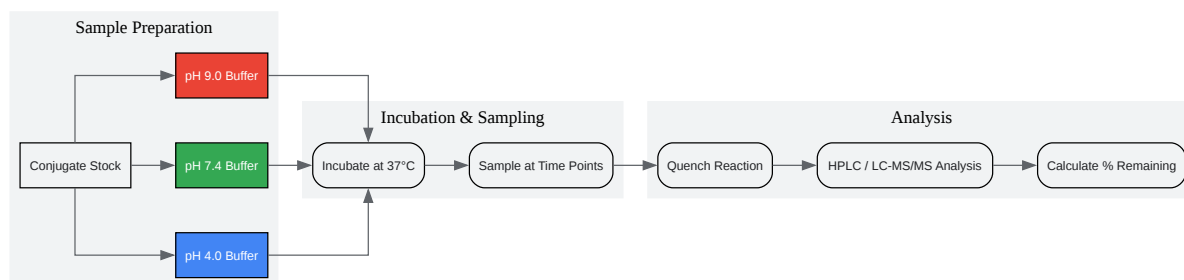 Sample Preparation
pH 9.0 Buffer
Incubation & Sampling
Analysis
Conjugate Stock
pH 7.4 Buffer
Incubate at 37°C
Sample at Time Points
Quench Reaction
HPLC / LC-MS/MS Analysis
Calculate % Remaining
pH 4.0 Buffer